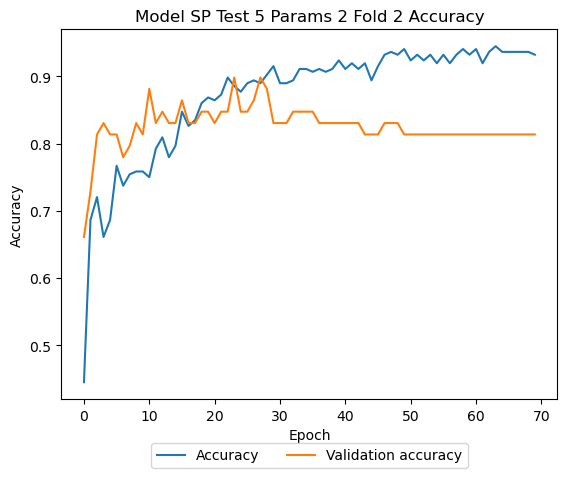 Model SP Test 5 Params 2 Fold 2 Accuracy
0.9
0.8
0.7
0.6
0.5
Accuracy
0 10 20 30 40 50 60 70
Epoch
Accuracy Validation accuracy